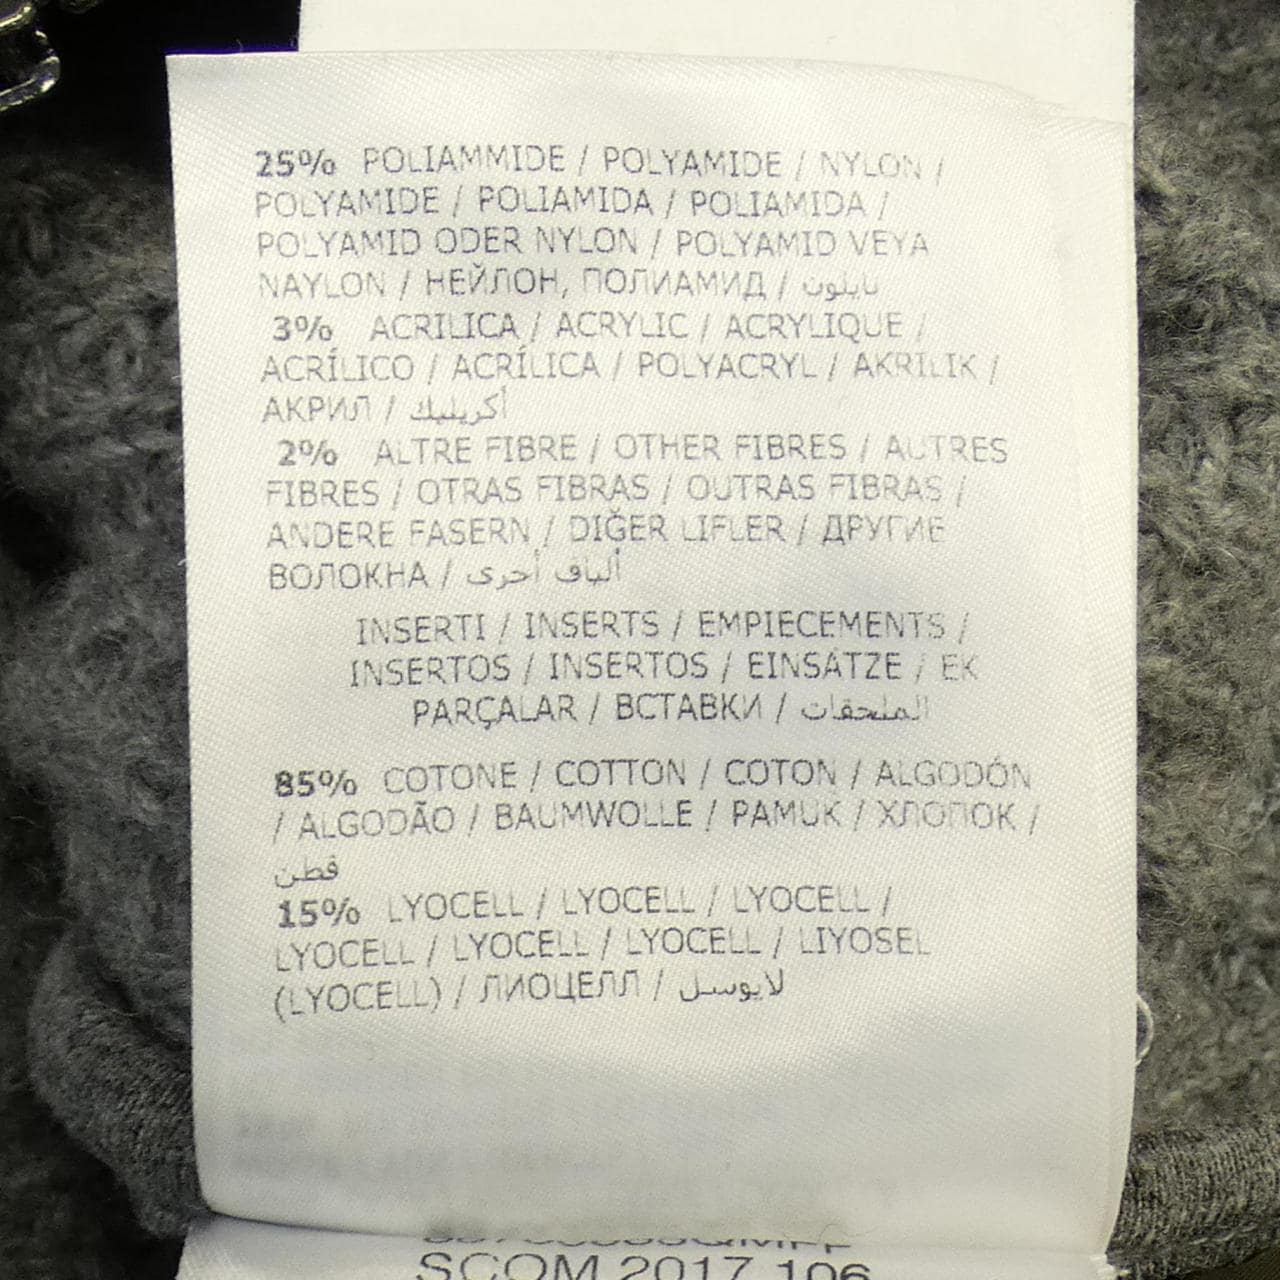 25% POLIAMMIDE / POLYAMIDE / NYLON /
POLYAMIDE / POLIAMIDA / POLIAMIDA /
POLYAMID ODER NYLON / POLYAMID VEYA
NAYLON / НЕЙЛОН, ПОЛИАМИД / نايلون
3% ACRILICA / ACRYLIC / ACRYLIQUE /
ACRÍLICO / ACRÍLICA / POLYACRYL / AKRILIK /
АКРИЛ / أكريليك
2% ALTRE FIBRE / OTHER FIBRES / AUTRES
FIBRES / OTRAS FIBRAS / OUTRAS FIBRAS /
ANDERE FASERN / DIĞER LIFLER / ДРУГИЕ
ВОЛОКНА / ألياف أخرى
INSERTI / INSERTS / EMPIECEMENTS /
INSERTOS / INSERTOS / EINSÄTZE / EK
PARÇALAR / ВСТАВКИ / الملحقات
85% COTONE / COTTON / COTON / ALGODÓN
/ ALGODÃO / BAUMWOLLE / PAMUK / ХЛОПОК /
قطن
15% LYOCELL / LYOCELL / LYOCELL /
LYOCELL / LYOCELL / LYOCELL / LIYOSEL
(LYOCELL) / ЛИОЦЕЛЛ / لايوسل
SCOM 2017 106